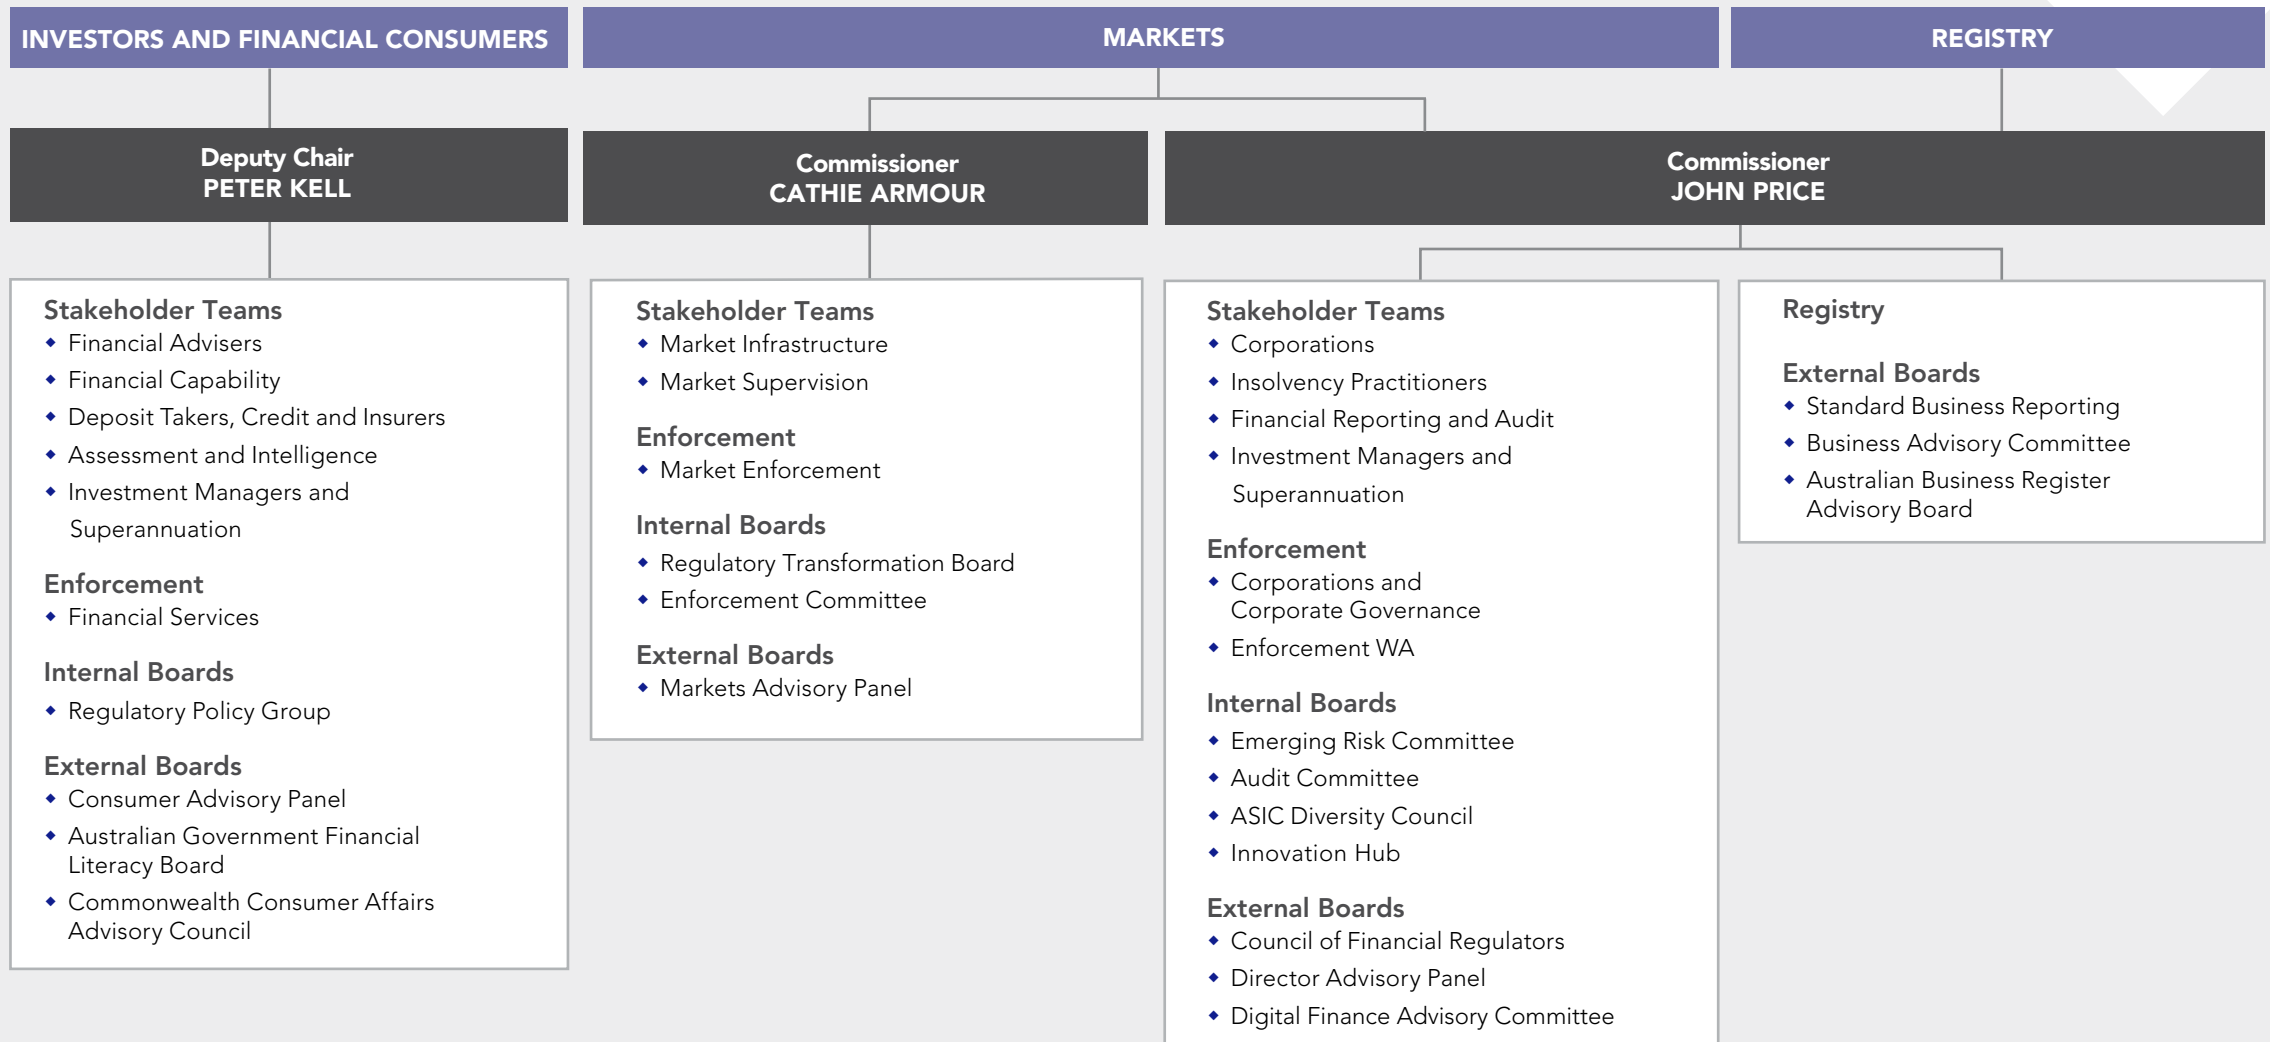 INVESTORS AND FINANCIAL CONSUMERS
MARKETS
REGISTRY
Deputy Chair
PETER KELL
Commissioner
CATHIE ARMOUR
Commissioner
JOHN PRICE
Stakeholder Teams
Financial Advisers
Financial Capability
Deposit Takers, Credit and Insurers
Assessment and Intelligence
Investment Managers and
Superannuation
Enforcement
Financial Services
Internal Boards
Regulatory Policy Group
External Boards
Consumer Advisory Panel
Australian Government Financial
Literacy Board
Commonwealth Consumer Affairs
Advisory Council
Stakeholder Teams
Market Infrastructure
Market Supervision
Enforcement
Market Enforcement
Internal Boards
Regulatory Transformation Board
Enforcement Committee
External Boards
Markets Advisory Panel
Stakeholder Teams
Corporations
Insolvency Practitioners
Financial Reporting and Audit
Investment Managers and
Superannuation
Enforcement
Corporations and
Corporate Governance
Enforcement WA
Internal Boards
Emerging Risk Committee
Audit Committee
ASIC Diversity Council
Innovation Hub
External Boards
Council of Financial Regulators
Director Advisory Panel
Digital Finance Advisory Committee
Registry
External Boards
Standard Business Reporting
Business Advisory Committee
Australian Business Register
Advisory Board